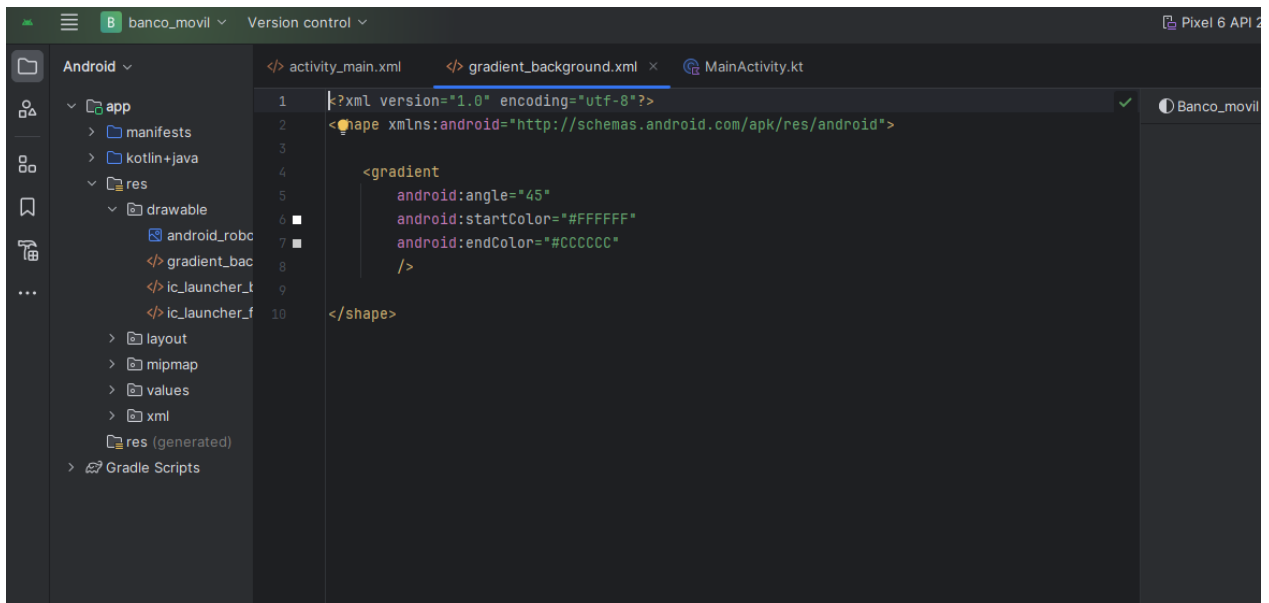 B banco_movil Version control Pixel 6 API 2
Android
activity_main.xml gradient_background.xml MainActivity.kt
app
manifests
kotlin+java
res
drawable
android_robo
gradient_bac
ic_launcher_b
ic_launcher_f
layout
mipmap
values
xml
res (generated)
Gradle Scripts
1 <?xml version="1.0" encoding="utf-8"?>
2 <shape xmlns:android="http://schemas.android.com/apk/res/android">
3
4 <gradient
5 android:angle="45"
6 android:startColor="#FFFFFF"
7 android:endColor="#CCCCCC"
8 />
9
10 </shape>
Banco_movil